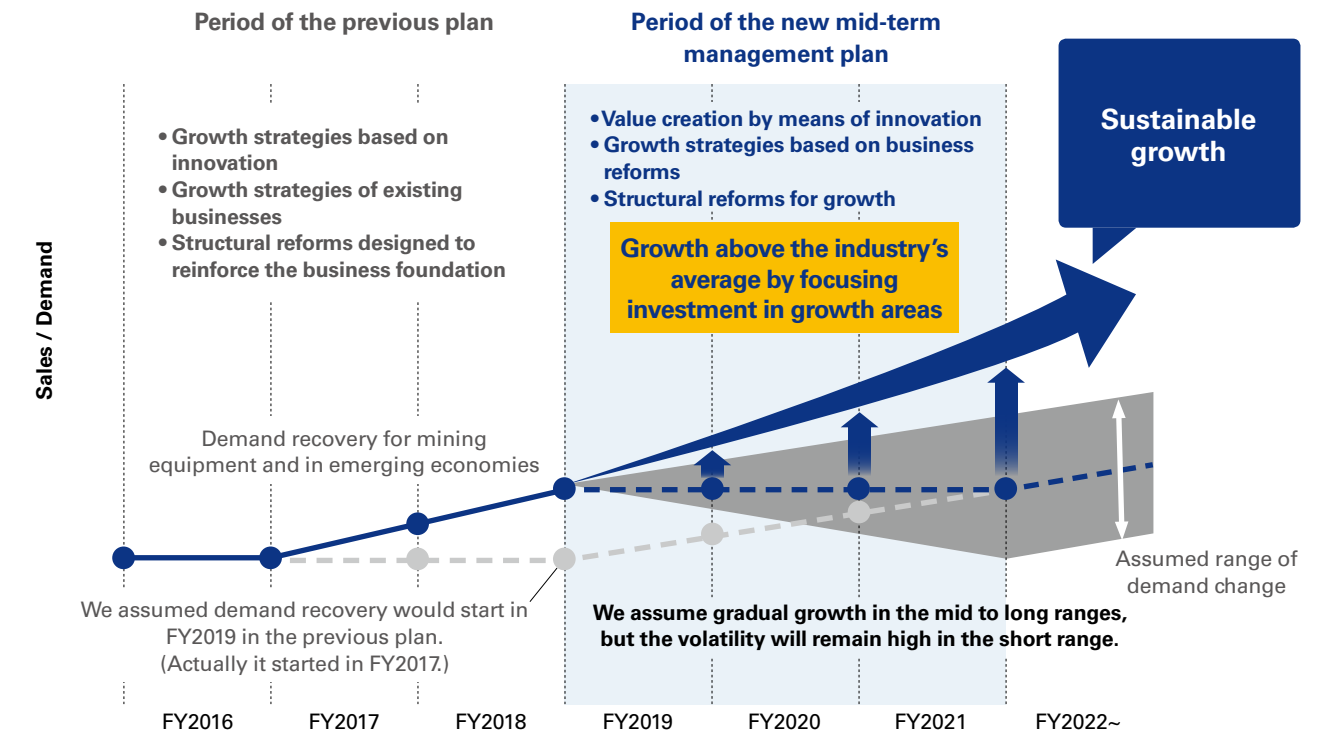 Period of the previous plan
Period of the new mid-term
management plan
Sustainable
growth
• Growth strategies based on
innovation
• Growth strategies of existing
businesses
• Structural reforms designed to
reinforce the business foundation
• Value creation by means of innovation
• Growth strategies based on business
reforms
• Structural reforms for growth
Growth above the industry's
average by focusing
investment in growth areas
Sales / Demand
Demand recovery for mining
equipment and in emerging economies
Assumed range of
demand change
We assumed demand recovery would start in
FY2019 in the previous plan.
(Actually it started in FY2017.)
We assume gradual growth in the mid to long ranges,
but the volatility will remain high in the short range.
FY2016
FY2017
FY2018
FY2019
FY2020
FY2021
FY2022~